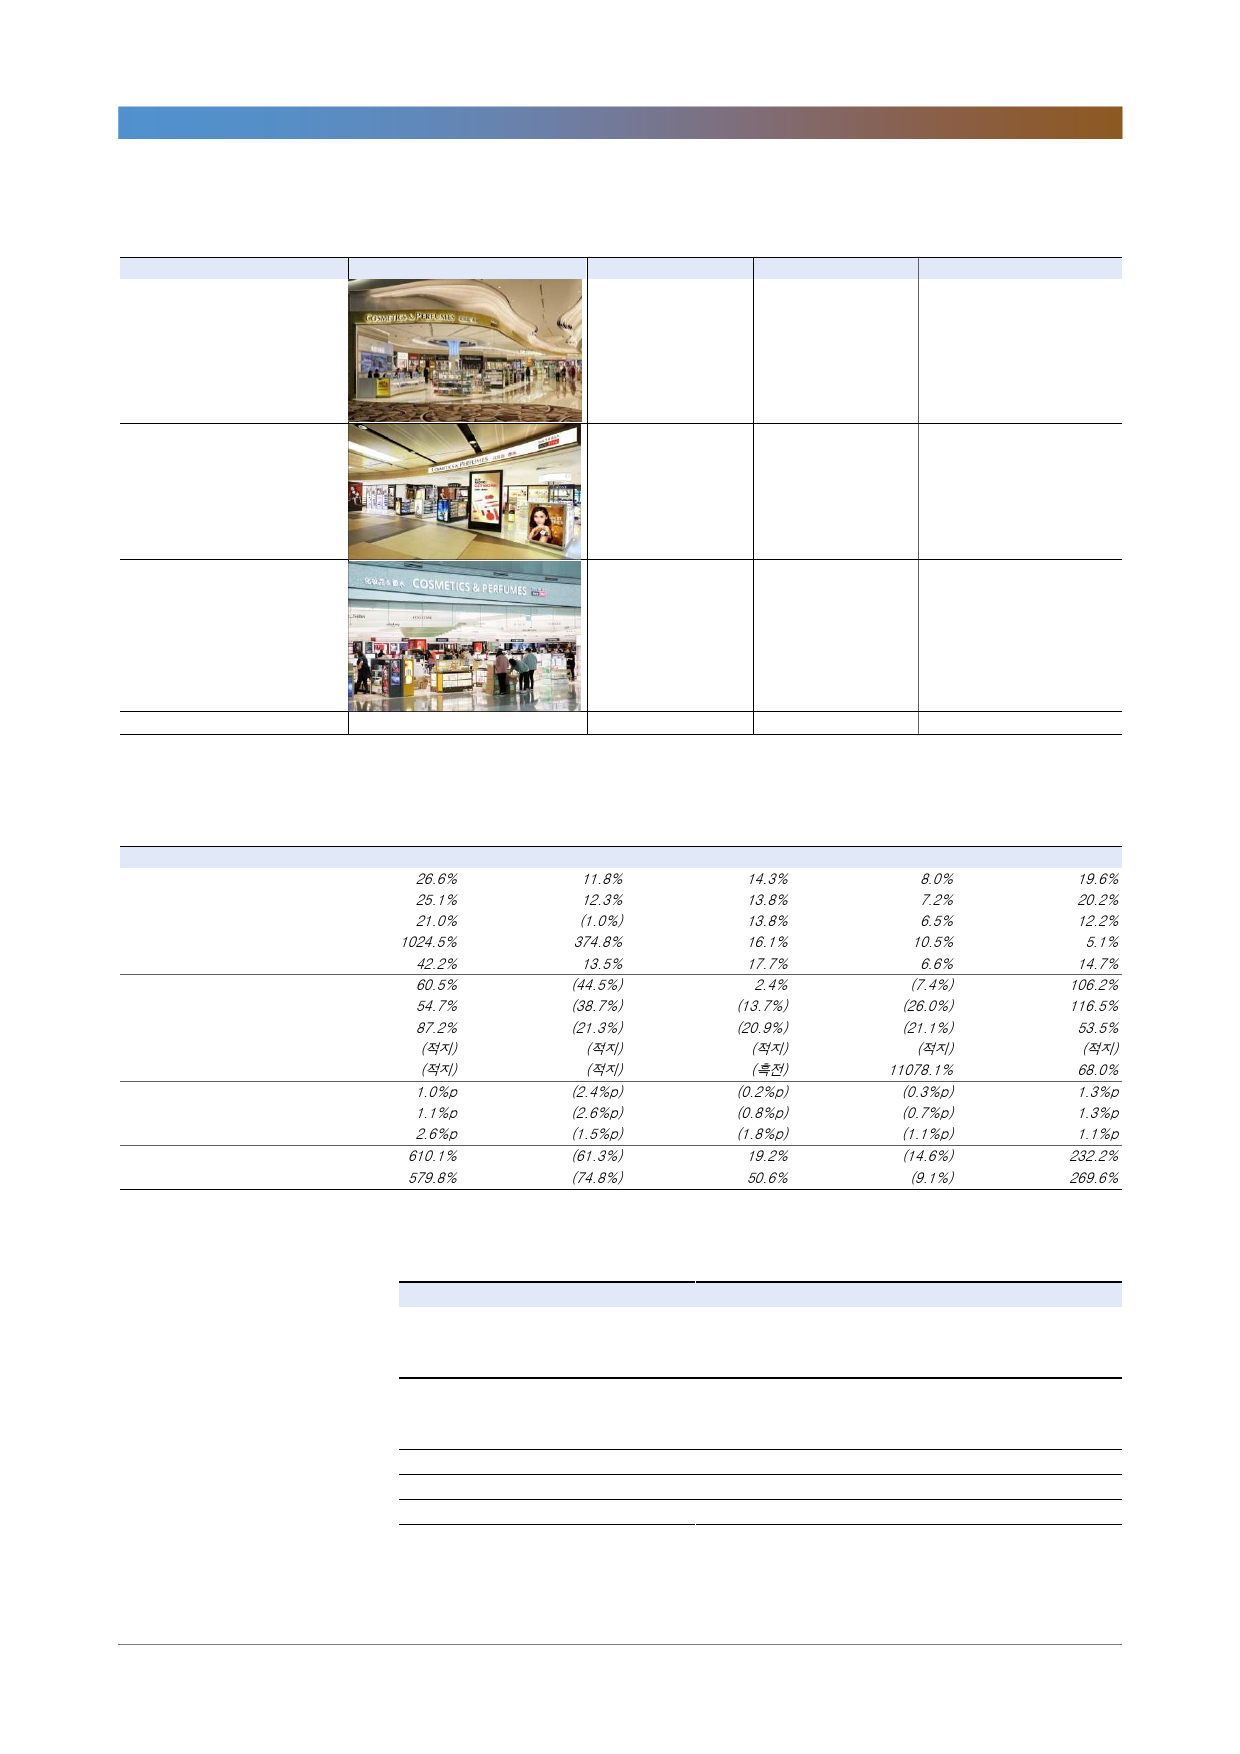 COSMETICS & PERFUMES
COSMETICS & PERFUMES
COSMETICS & PERFUMES
26.6% 11.8% 14.3% 8.0% 19.6%
25.1% 12.3% 13.8% 7.2% 20.2%
21.0% (1.0%) 13.8% 6.5% 12.2%
1024.5% 374.8% 16.1% 10.5% 5.1%
42.2% 13.5% 17.7% 6.6% 14.7%
60.5% (44.5%) 2.4% (7.4%) 106.2%
54.7% (38.7%) (13.7%) (26.0%) 116.5%
87.2% (21.3%) (20.9%) (21.1%) 53.5%
(적지) (적지) (적지) (적지) (적지)
(적지) (적지) (흑전) 11078.1% 68.0%
1.0%p (2.4%p) (0.2%p) (0.3%p) 1.3%p
1.1%p (2.6%p) (0.8%p) (0.7%p) 1.3%p
2.6%p (1.5%p) (1.8%p) (1.1%p) 1.1%p
610.1% (61.3%) 19.2% (14.6%) 232.2%
579.8% (74.8%) 50.6% (9.1%) 269.6%